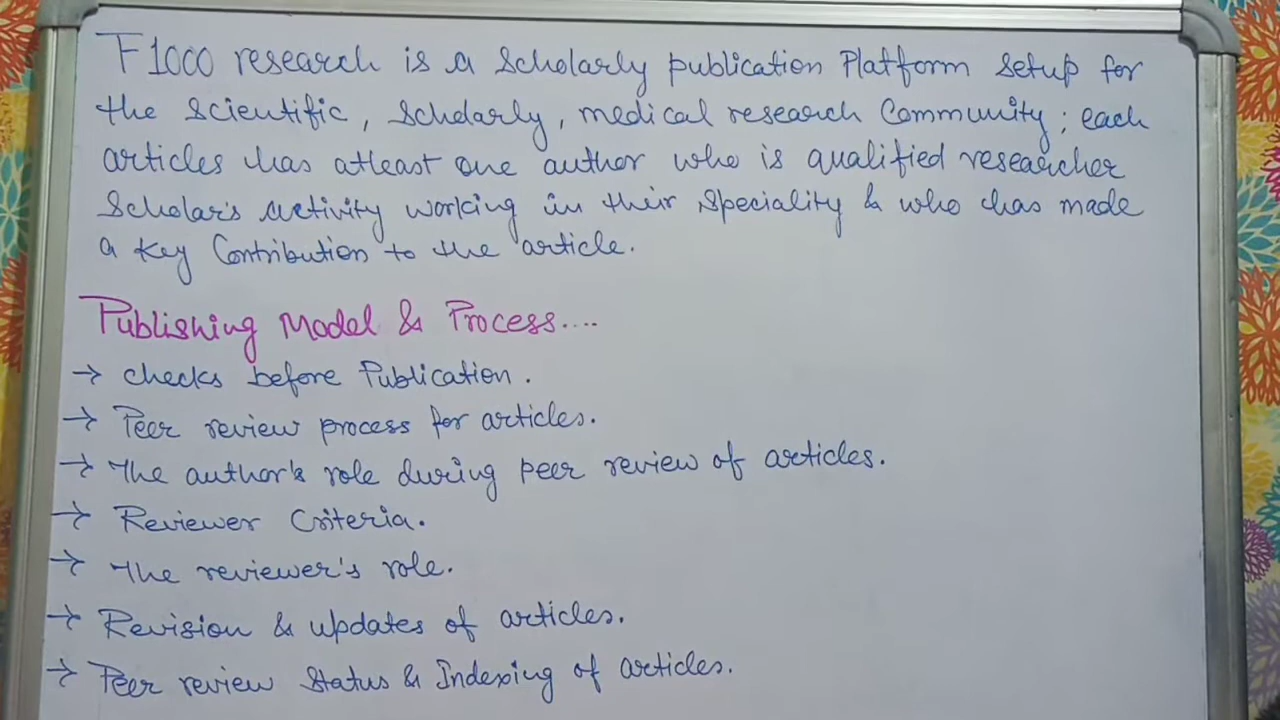 F1000 research is a Scholarly publication Platform Setup for
the Scientific, Scholarly, medical research Community; each
articles has atleast one author who is qualified researcher
Scholar's activity working in their Speciality & who has made
a Key Contribution to the article.
Publishing Model & Process....
→ Checks before Publication.
→ Peer review process for articles.
→ The author's role during peer review of articles.
→ Reviewer Criteria.
→ The reviewer's role.
→ Revision & updates of articles.
→ Peer review Status & Indexing of articles.